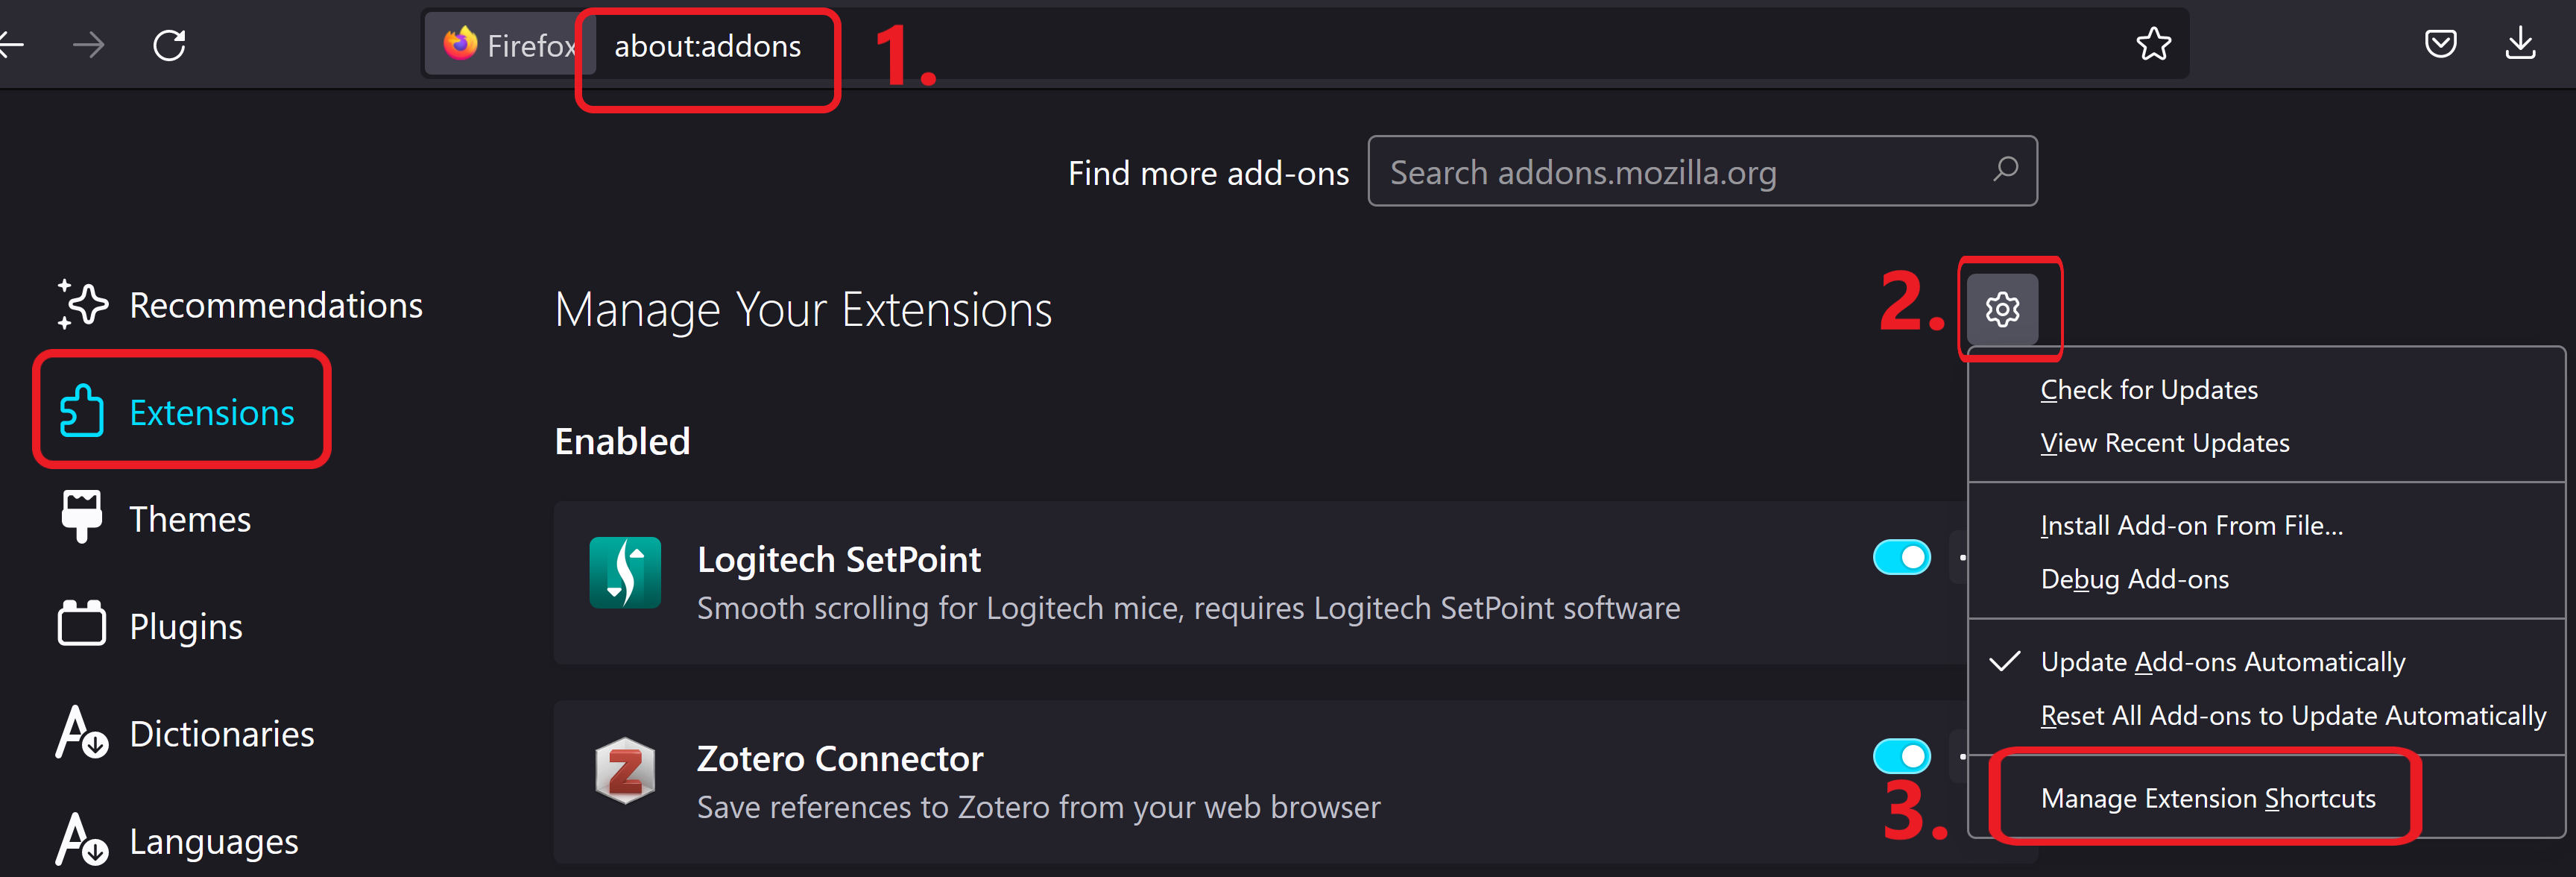 Firefox
about:addons
1.
Find more add-ons
Search addons.mozilla.org
Recommendations
Extensions
Themes
Plugins
Dictionaries
Languages
Manage Your Extensions
2.
Enabled
Logitech SetPoint
Smooth scrolling for Logitech mice, requires Logitech SetPoint software
Zotero Connector
Save references to Zotero from your web browser
Check for Updates
View Recent Updates
Install Add-on From File...
Debug Add-ons
Update Add-ons Automatically
Reset All Add-ons to Update Automatically
3.
Manage Extension Shortcuts